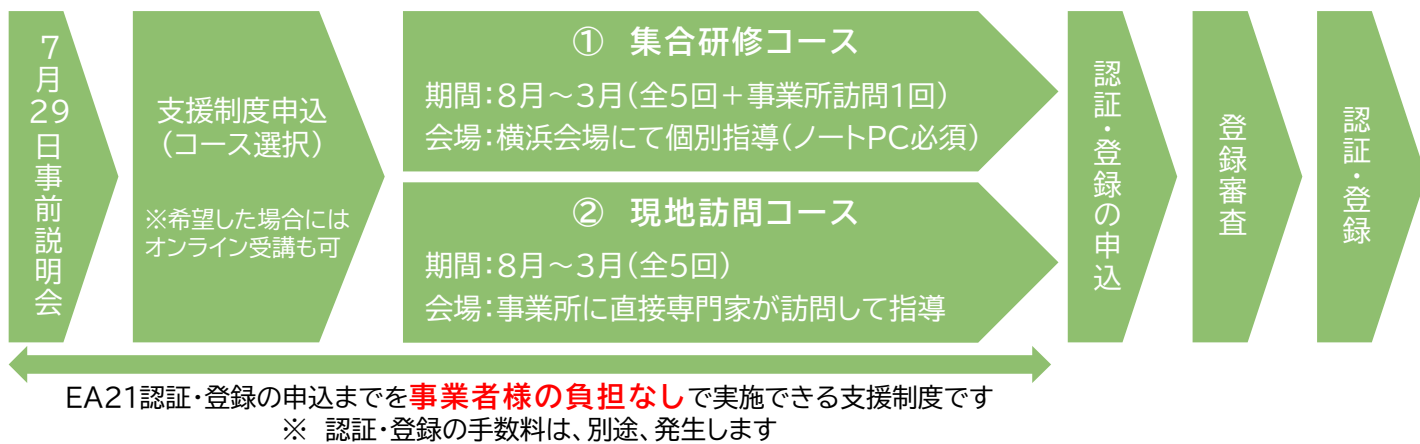 7月29日事前説明会
支援制度申込
(コース選択)
※希望した場合には
オンライン受講も可
① 集合研修コース
期間:8月~3月(全5回+事業所訪問1回)
会場:横浜会場にて個別指導(ノートPC必須)
② 現地訪問コース
期間:8月~3月(全5回)
会場:事業所に直接専門家が訪問して指導
認証・登録の申込
登録審査
認証・登録
EA21認証・登録の申込までを事業者様の負担なしで実施できる支援制度です
※ 認証・登録の手数料は、別途、発生します